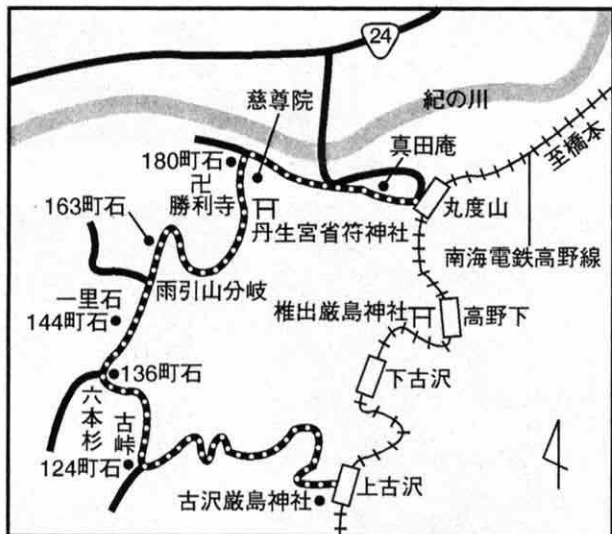 24
慈尊院
紀の川
至橋本
真田庵
180町石
卍
勝利寺
丹生官省符神社
九度山
163町石
南海電鉄高野線
雨引山分岐
一里石
144町石
椎出厳島神社
高野下
136町石
下古沢
六本杉
古峠
124町石
古沢厳島神社
上古沢